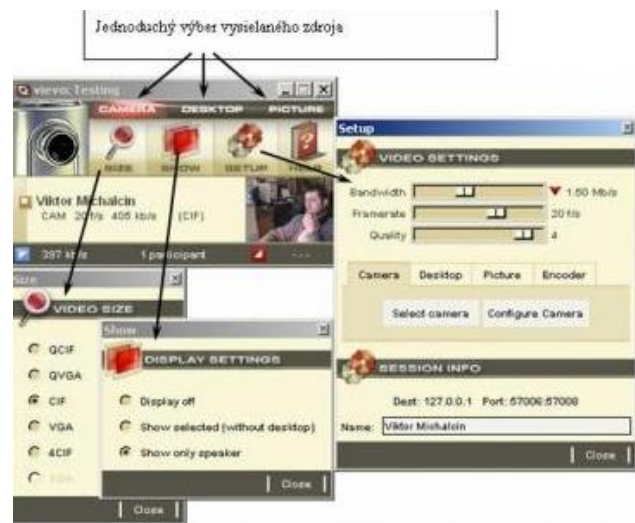 Jednoduchý výber vysielaného zdroja
vievo: Testing
CAMERA DESKTOP PICTURE
SIZE SHOW SETUP HELP
Viktor Michalcin
CAM 20 f/s 405 kb/s (CIF)
397 kb/s 1 participant ---
Setup
VIDEO SETTINGS
Bandwidth 1.50 Mb/s
Framerate 20 f/s
Quality 4
Camera Desktop Picture Encoder
Select camera Configure Camera
SESSION INFO
Dest: 127.0.0.1 Port: 57006:57008
Name: Viktor Michalcin
Close
Size
VIDEO SIZE
QCIF
QVGA
CIF
VGA
4CIF
Close
Show
DISPLAY SETTINGS
Display off
Show selected (without desktop)
Show only speaker
Close